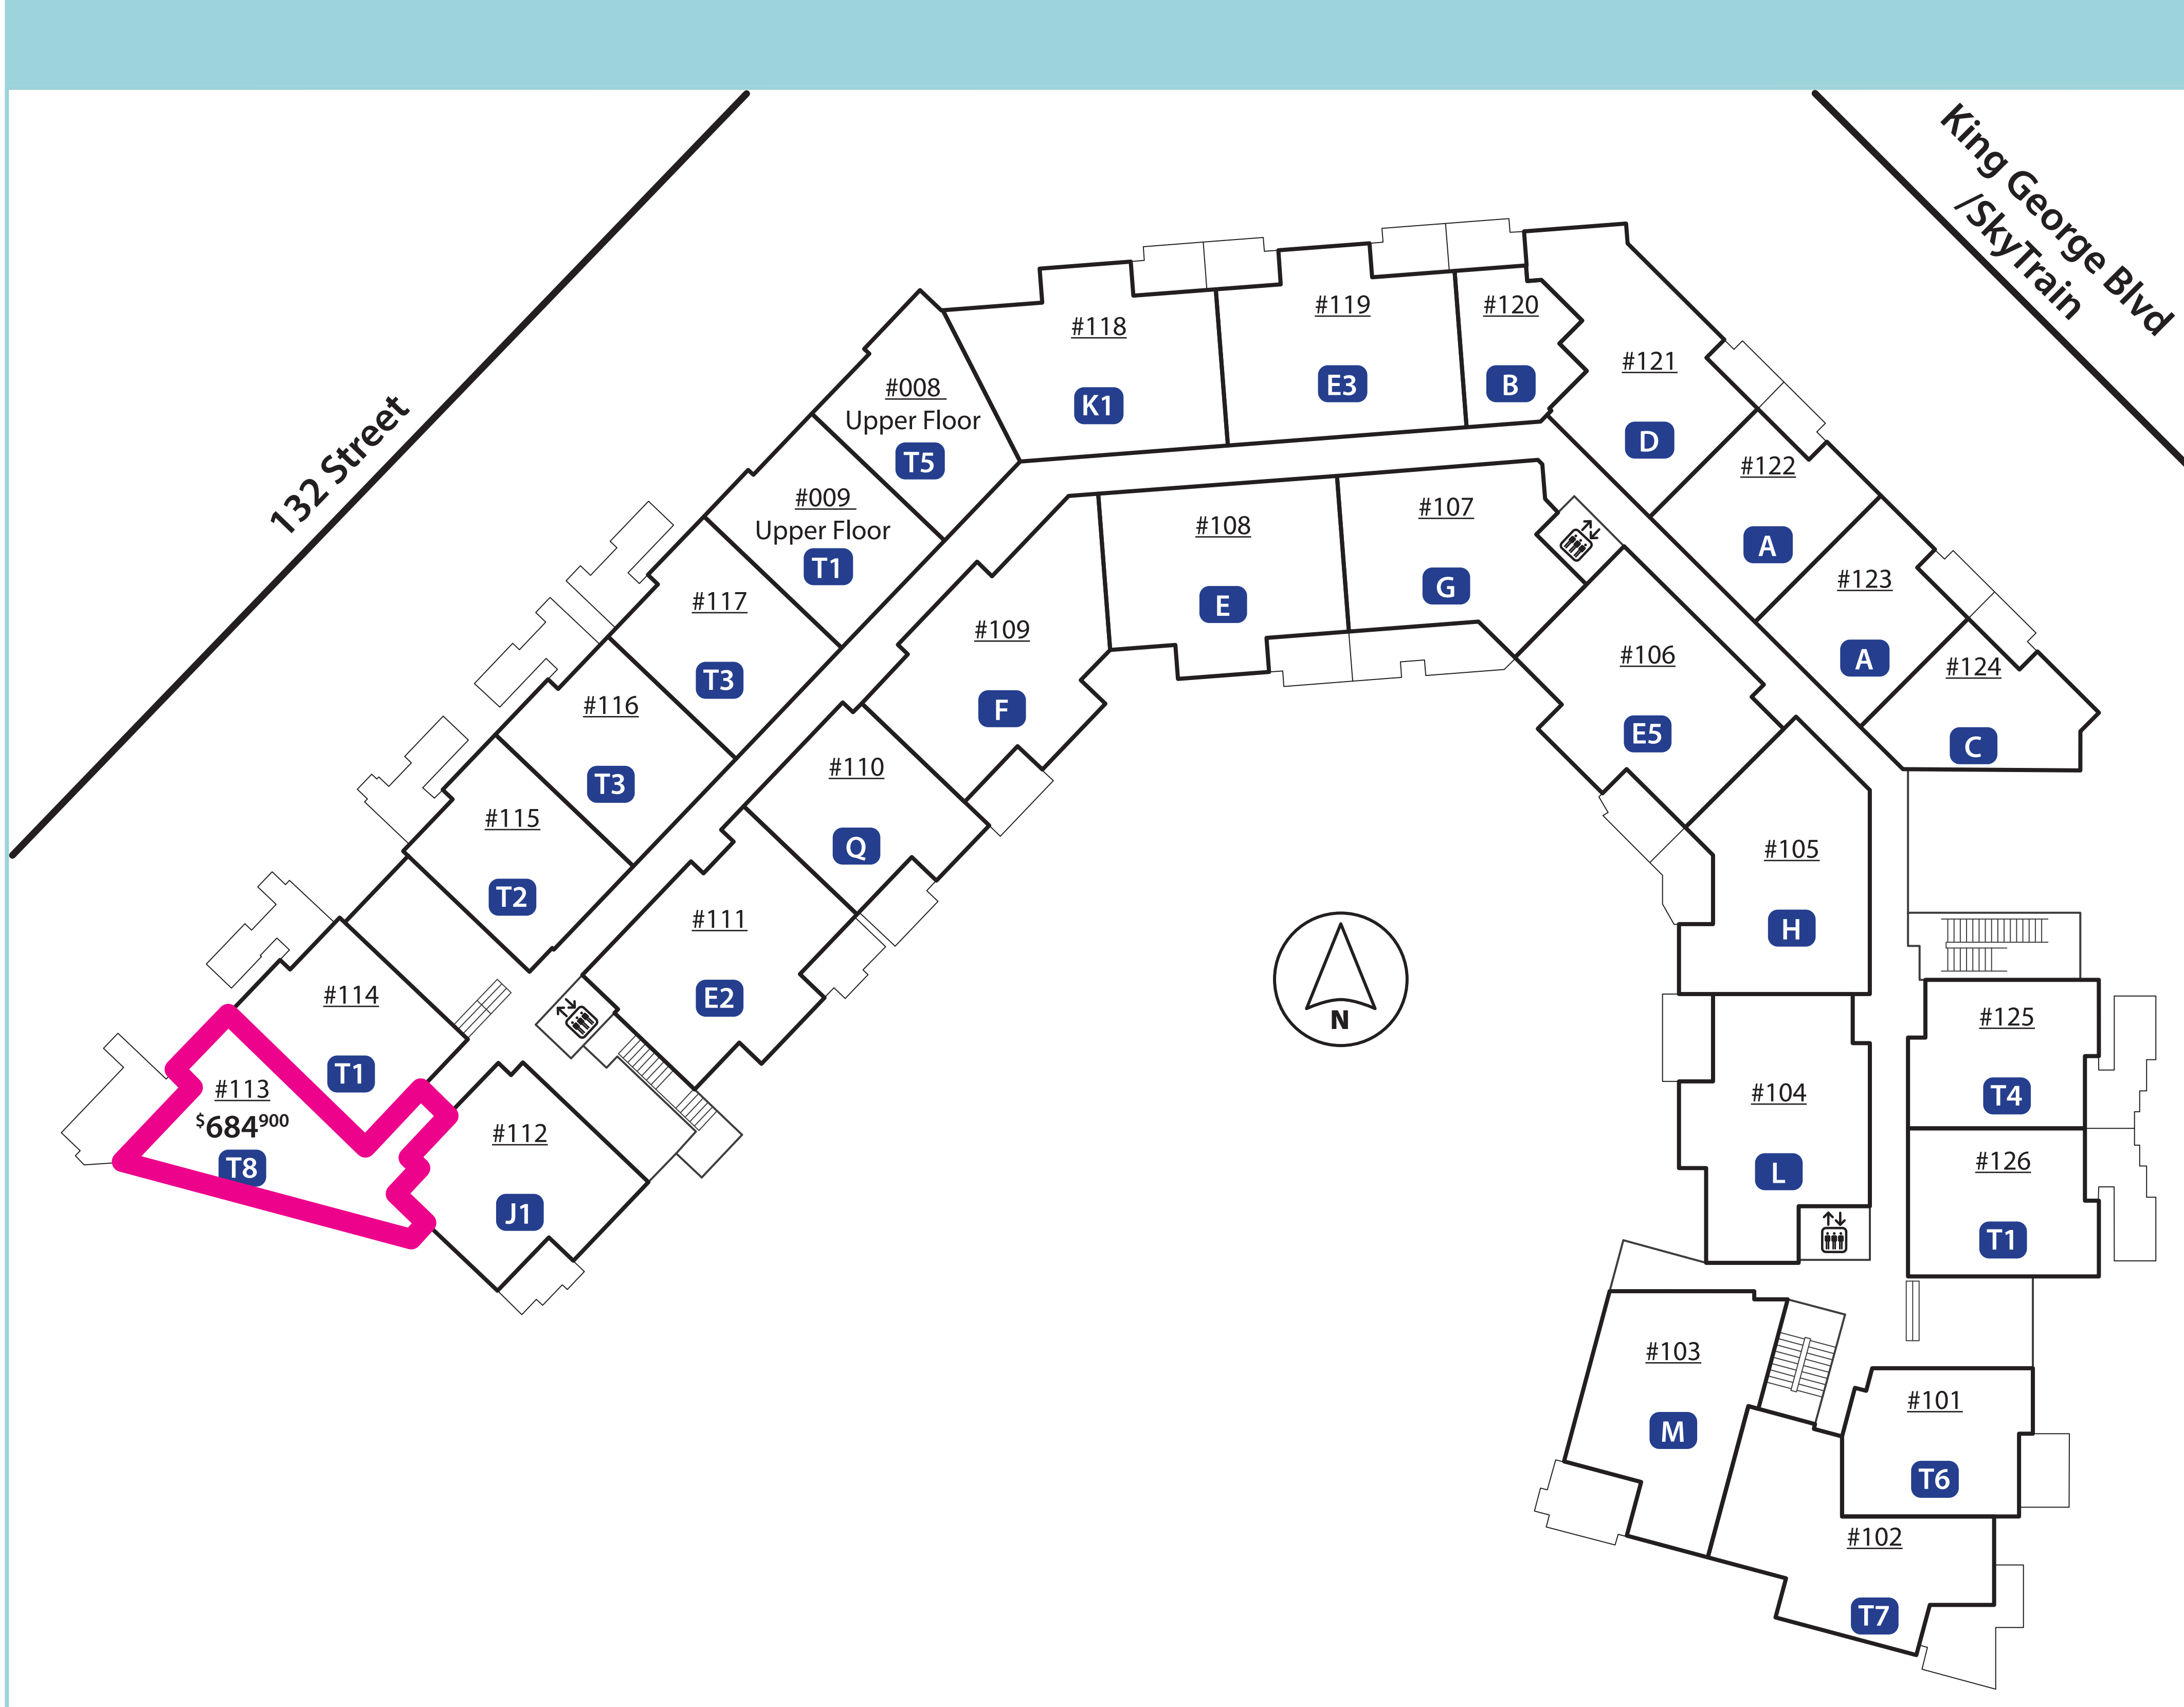 King George Blvd
/SkyTrain
132 Street
#118
K1
#119
E3
#120
B
#121
D
#122
A
#123
A
#124
C
#008
Upper Floor
T5
#009
Upper Floor
T1
#117
T3
#116
T3
#115
T2
#114
T1
#113
$684900
T8
#112
J1
#111
E2
#110
Q
#109
F
#108
E
#107
G
#106
E5
#105
H
#104
L
#125
T4
#126
T1
#103
M
#101
T6
#102
T7
N